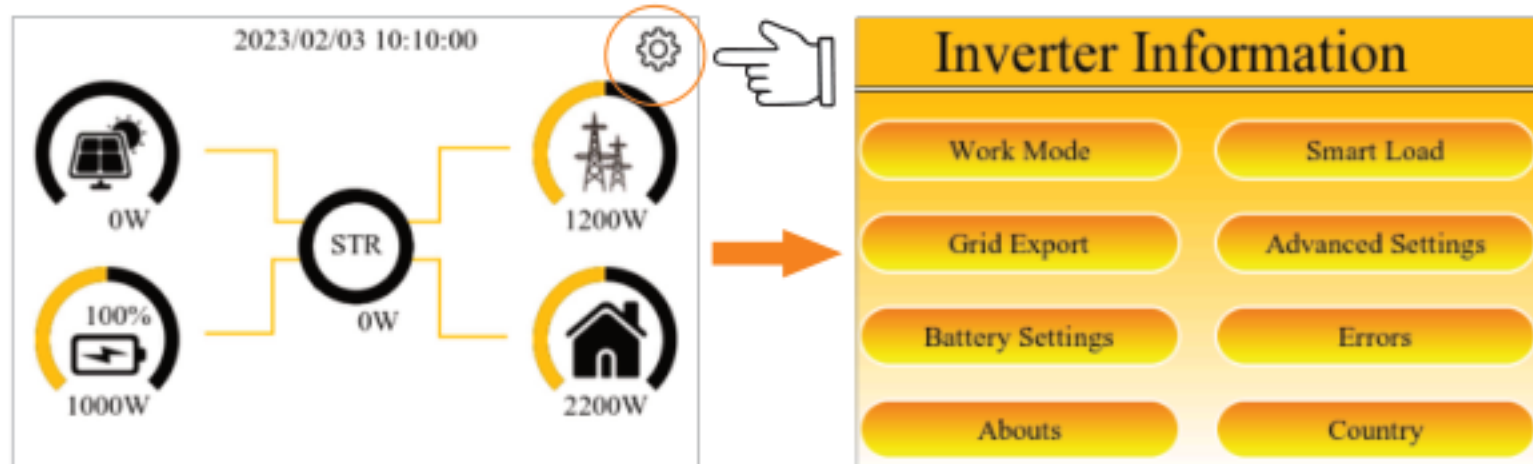 2023/02/03 10:10:00
0W
1200W
STR
0W
100%
1000W
2200W
Inverter Information
Work Mode
Smart Load
Grid Export
Advanced Settings
Battery Settings
Errors
Abouts
Country